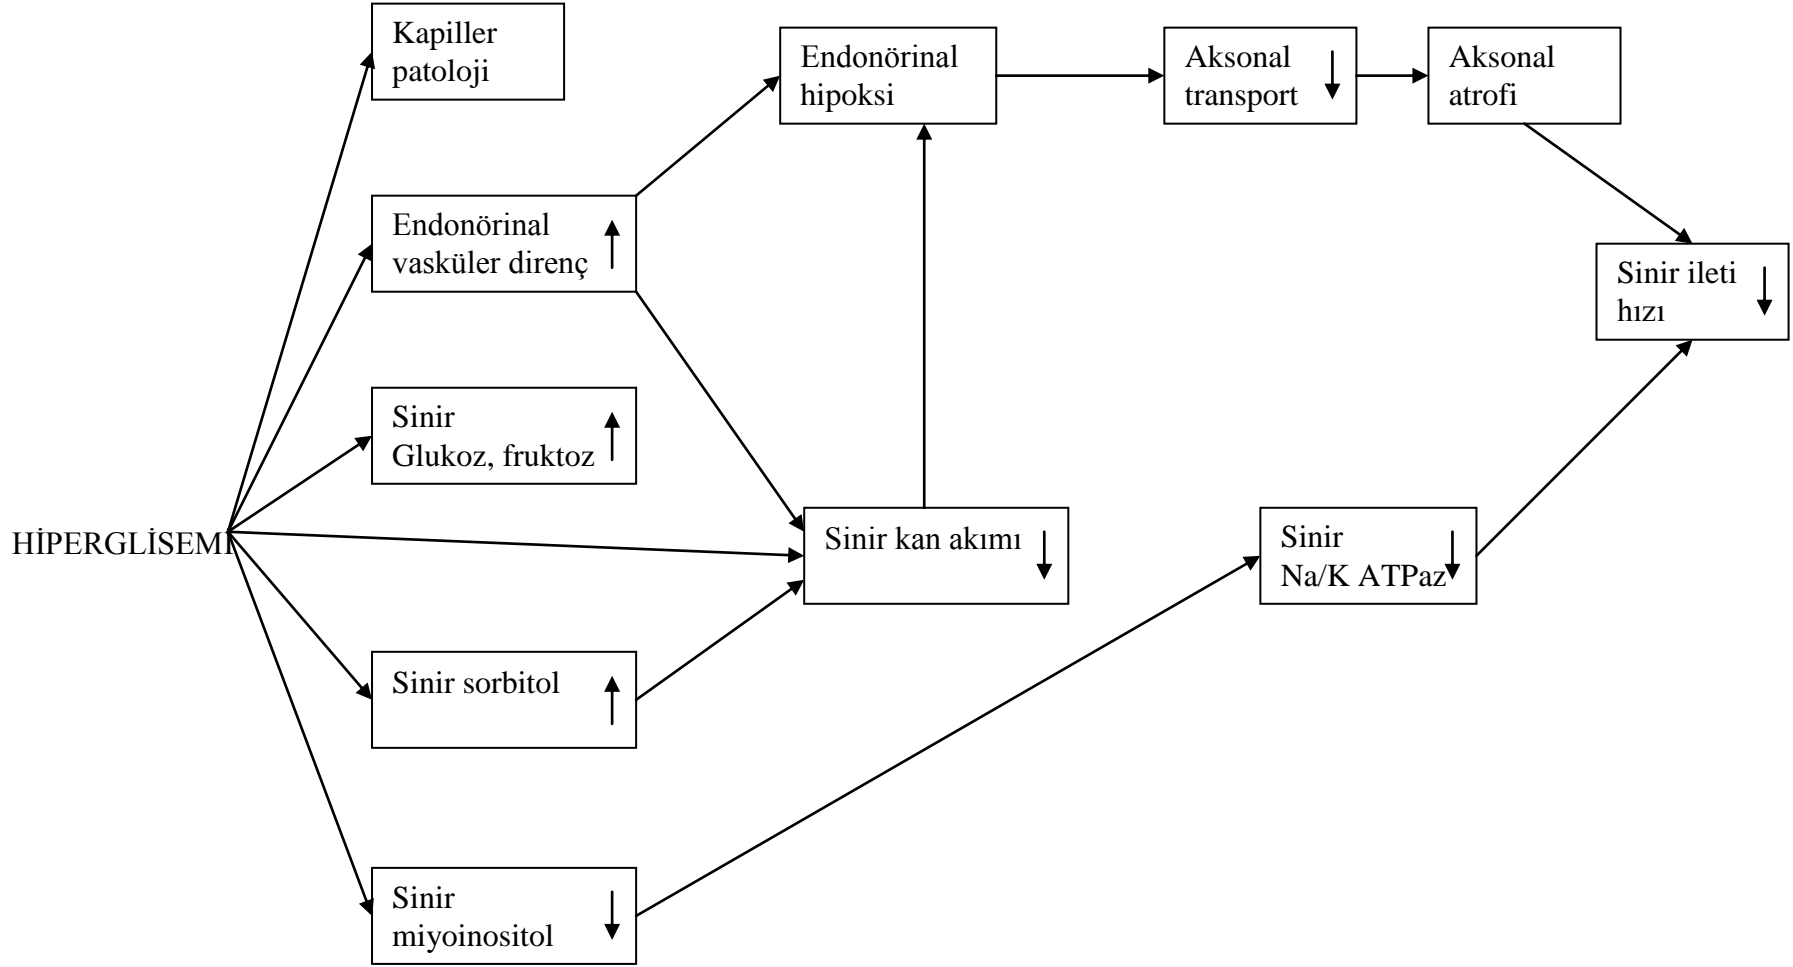 Kapiller
patoloji
Endonörinal
hipoksi
Aksonal
transport
Aksonal
atrofi
Endonörinal
vasküler direnç
Sinir ileti
hızı
Sinir
Glukoz, fruktoz
HİPERGLİSEMİ
Sinir kan akımı
Sinir
Na/K ATPaz
Sinir sorbitol
Sinir
miyoinositol